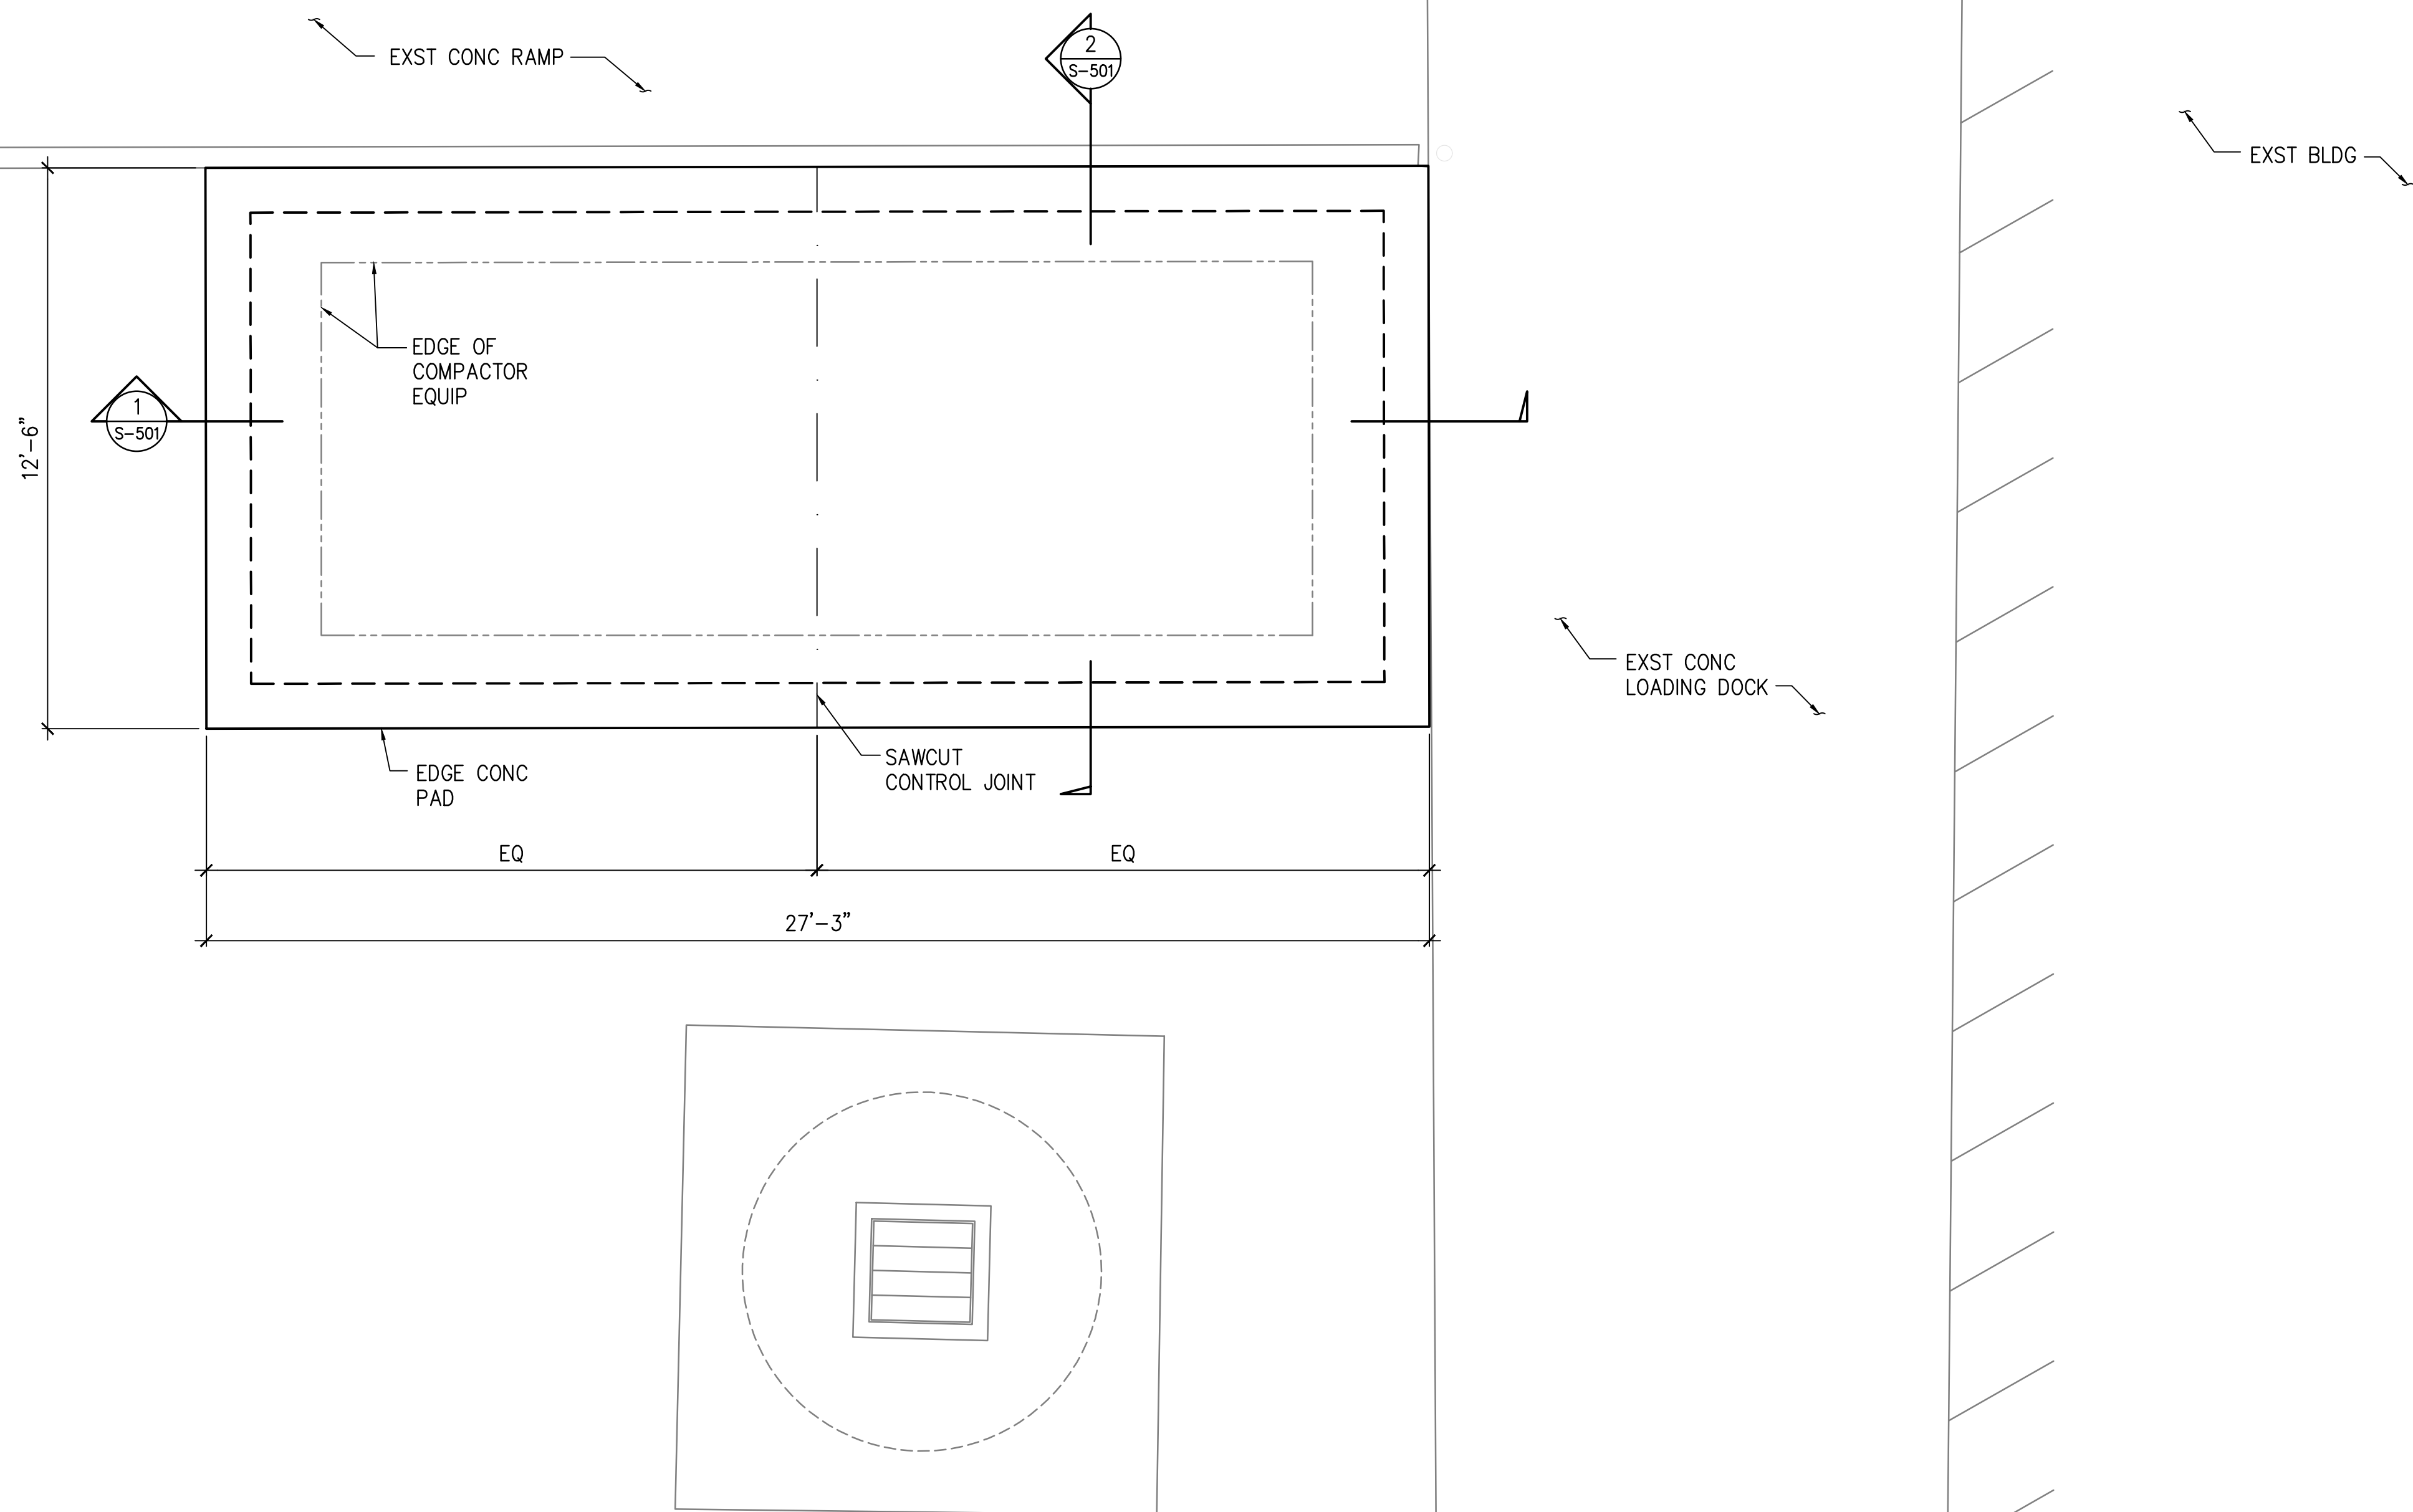 EXST CONC RAMP
2
S-501
EXST BLDG
EDGE OF
COMPACTOR
EQUIP
1
S-501
12'-6"
EXST CONC
LOADING DOCK
SAWCUT
CONTROL JOINT
EDGE CONC
PAD
EQ
EQ
27'-3"